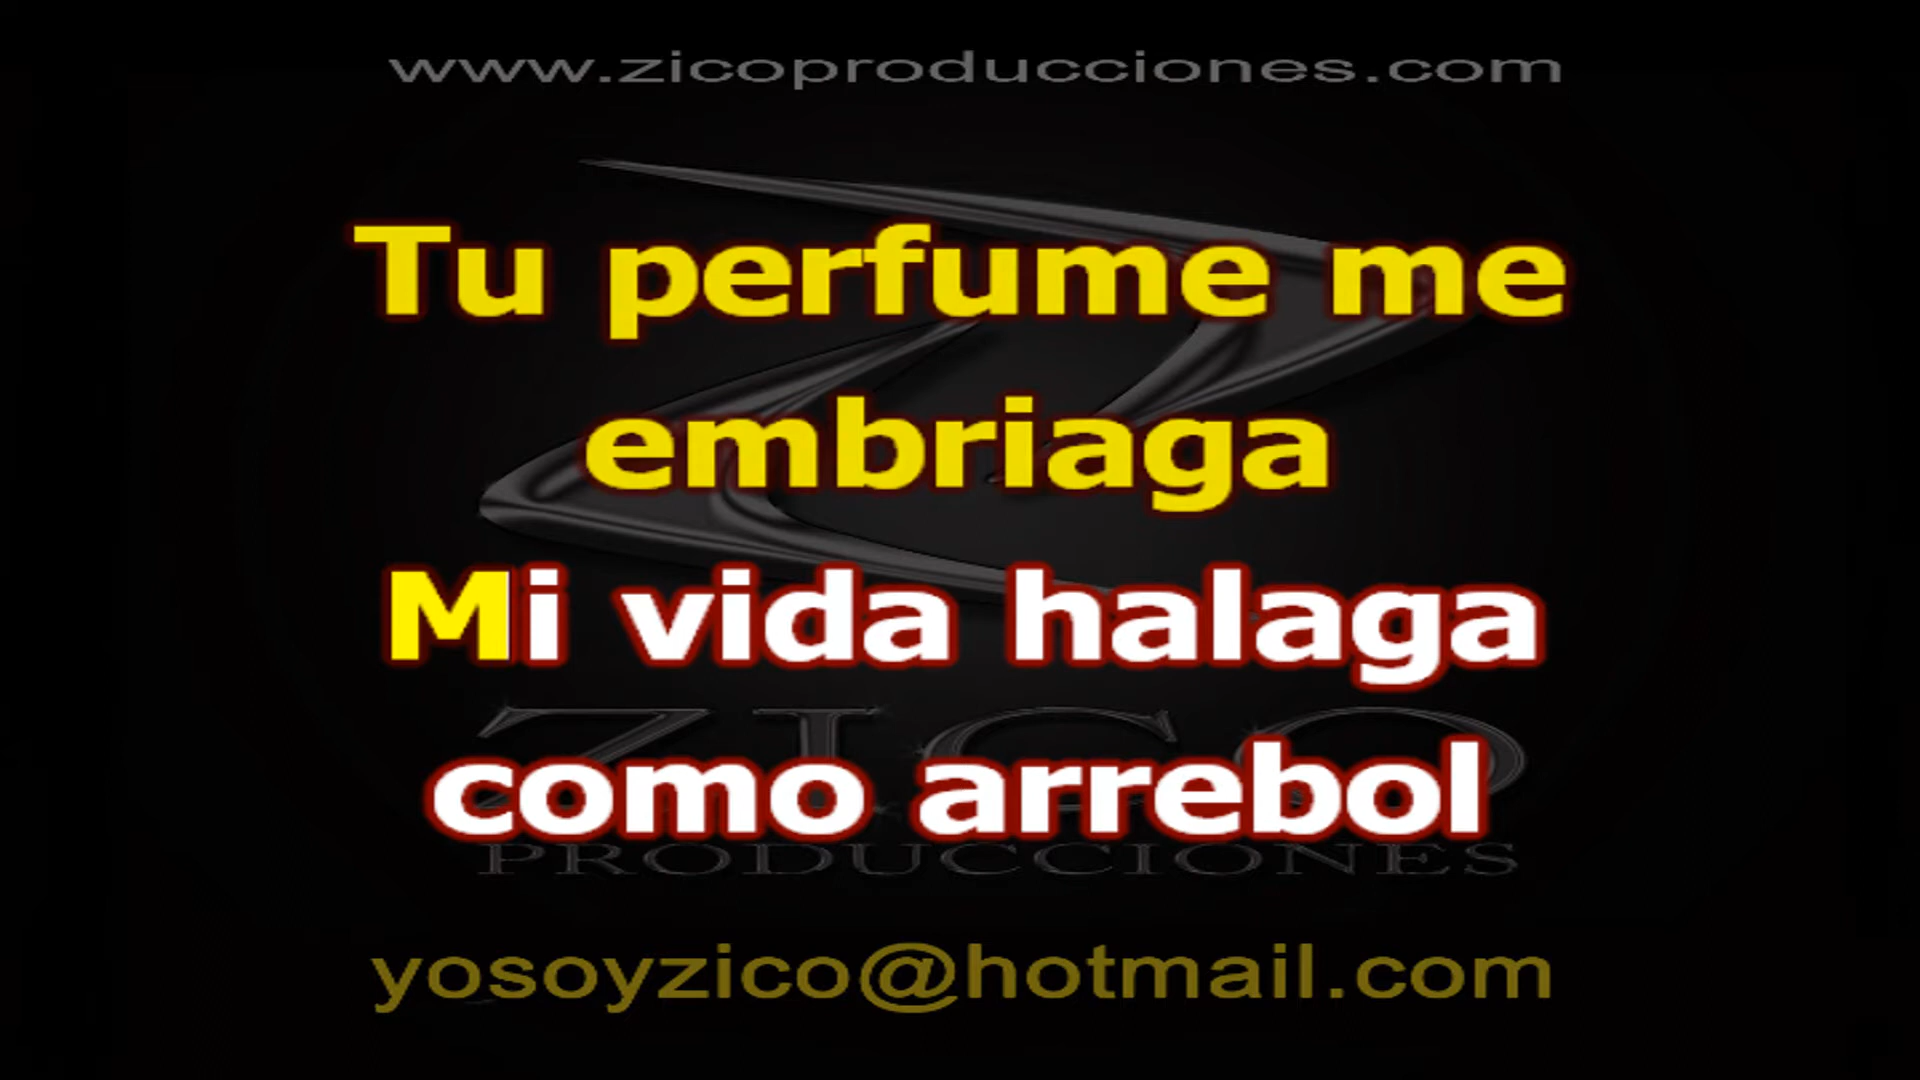 www.zicoproducciones.com
Tu perfume me
embriaga
Mi vida halaga
ZICO
como arrebol
PRODUCCIONES
yosoyzico@hotmail.com